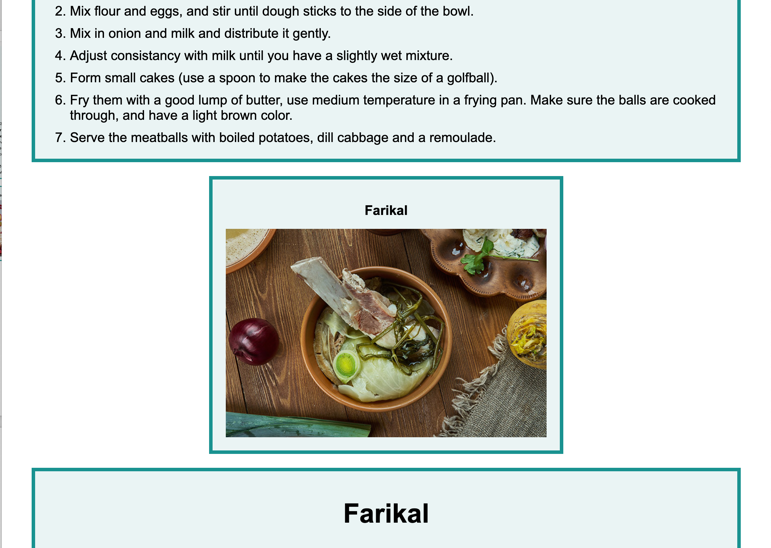 2. Mix flour and eggs, and stir until dough sticks to the side of the bowl.
3. Mix in onion and milk and distribute it gently.
4. Adjust consistancy with milk until you have a slightly wet mixture.
5. Form small cakes (use a spoon to make the cakes the size of a golfball).
6. Fry them with a good lump of butter, use medium temperature in a frying pan. Make sure the balls are cooked
through, and have a light brown color.
7. Serve the meatballs with boiled potatoes, dill cabbage and a remoulade.
Farikal
Farikal